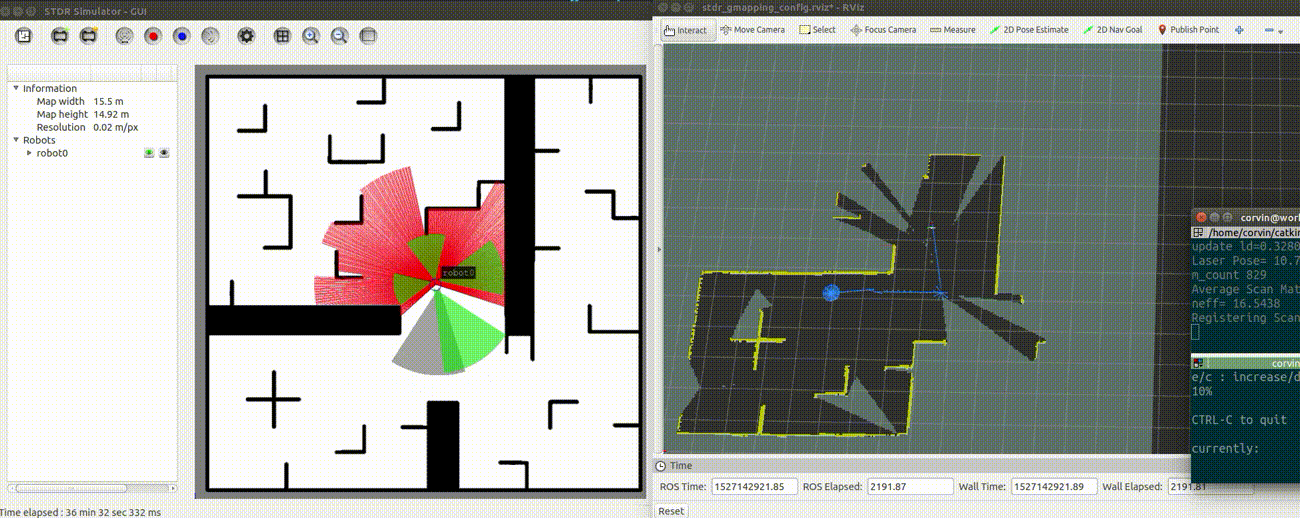 STDR Simulator - GUI
Information
Map width 15.5 m
Map height 14.92 m
Resolution 0.02 m/px
Robots
robot0
robot0
Time elapsed : 36 min 32 sec 332 ms
stdr_gmapping_config.rviz* - RViz
Interact Move Camera Select Focus Camera Measure 2D Pose Estimate 2D Nav Goal Publish Point
corvin@worl
/home/corvin/catkin
update ld=0.3280
Laser Pose= 10.7
m_count 829
Average Scan Mat
neff= 16.5438
Registering Scan
corvin
e/c : increase/d
10%
CTRL-C to quit
currently:
Time
ROS Time: 1527142921.85 ROS Elapsed: 2191.87 Wall Time: 1527142921.89 Wall Elapsed: 2191.81
Reset